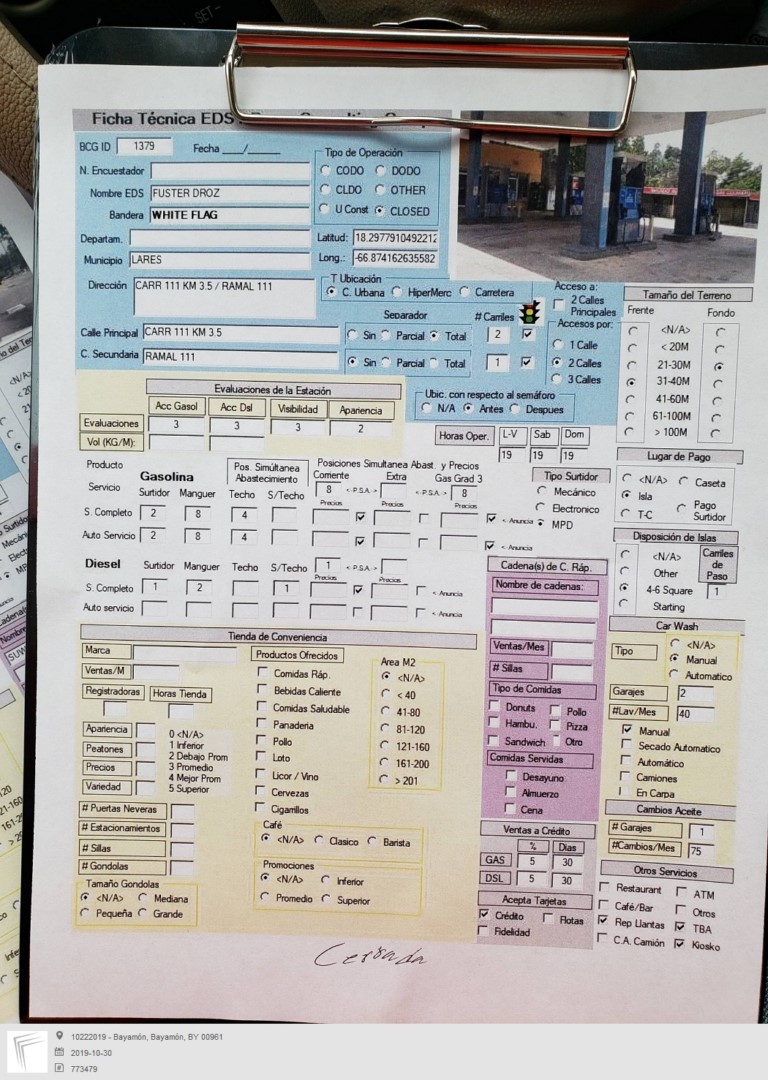 Ficha Técnica EDS
BCG ID 1379 Fecha ___/___
N. Encuestador
Nombre EDS FUSTER DROZ
Bandera WHITE FLAG
Tipo de Operación
CODO DODO
CLDO OTHER
U Const CLOSED
Departam.
Municipio LARES
Latitud: 18.2977910492212
Long.: -66.874162635582
Dirección CARR 111 KM 3.5 / RAMAL 111
T Ubicación
C. Urbana HiperMerc Carretera
Separador # Carriles
Calle Principal CARR 111 KM 3.5 Sin Parcial Total 2
C. Secundaria RAMAL 111 Sin Parcial Total 1
Acceso a:
2 Calles
Principales
Accesos por:
1 Calle
2 Calles
3 Calles
Tamaño del Terreno
Frente Fondo
<N/A>
< 20M
21-30M
31-40M
41-60M
61-100M
> 100M
Evaluaciones de la Estación
Acc Gasol Acc Dsl Visibilidad Apariencia
Evaluaciones 3 3 3 2
Vol (KG/M):
Ubic. con respecto al semáforo
N/A Antes Despues
Horas Oper. L-V Sab Dom
19 19 19
Lugar de Pago
<N/A> Caseta
Isla
T-C Pago
Surtidor
Producto
Servicio
Gasolina
Surtidor Manguer
Pos. Simúltanea
Abastecimiento
Techo S/Techo
Posiciones Simultanea Abast. y Precios
Corriente Extra Gas Grad 3
8 <-P.S.A-> <-P.S.A-> 8
Precios Precios Precios
S. Completo 2 8 4 <-Anuncia
Auto Servicio 2 8 4 <-Anuncia
Tipo Surtidor
Mecánico
Electronico
MPD
Diesel Surtidor Manguer Techo S/Techo 1 <-P.S.A->
Precios Precios
S. Completo 1 2 1 <-Anuncia
Auto servicio <-Anuncia
Disposición de Islas
<N/A>
Other
4-6 Square
Starting
Carriles
de
Paso
1
Cadena(s) de C. Ráp.
Nombre de cadenas:
Ventas/Mes
# Sillas
Tipo de Comidas
Donuts Pollo
Hambu. Pizza
Sandwich Otro
Comidas Servidas
Desayuno
Almuerzo
Cena
Car Wash
Tipo
<N/A>
Manual
Automatico
Garajes 2
#Lav/Mes 40
Manual
Secado Automatico
Automático
Camiones
En Carpa
Cambios Aceite
# Garajes 1
#Cambios/Mes 75
Tienda de Conveniencia
Marca
Ventas/M
Registradoras Horas Tienda
Apariencia
Peatones
Precios
Variedad
0 <N/A>
1 Inferior
2 Debajo Prom
3 Promedio
4 Mejor Prom
5 Superior
# Puertas Neveras
# Estacionamientos
# Sillas
# Gondolas
Tamaño Gondolas
<N/A> Mediana
Pequeña Grande
Productos Ofrecidos
Comidas Ráp.
Bebidas Caliente
Comidas Saludable
Panaderia
Pollo
Loto
Licor / Vino
Cervezas
Cigarrillos
Area M2
<N/A>
< 40
41-80
81-120
121-160
161-200
> 201
Café
<N/A> Clasico Barista
Promociones
<N/A> Inferior
Promedio Superior
Ventas a Crédito
% Dias
GAS 5 30
DSL 5 30
Acepta Tarjetas
Crédito Flotas
Fidelidad
Otros Servicios
Restaurant ATM
Café/Bar Otros
Rep Llantas TBA
C.A. Camión Kiosko
Cerrada
10222019 - Bayamón, Bayamón, BY 00961
2019-10-30
773479